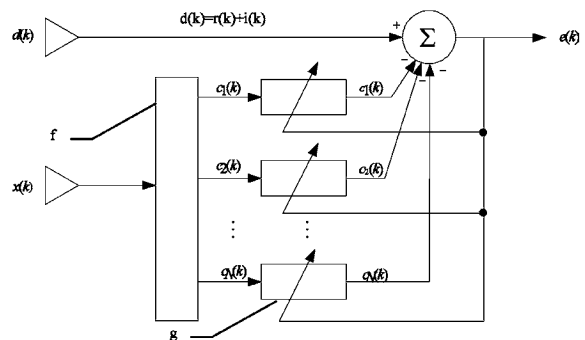 d(k)=r(k)+i(k)
d(k)
+
Σ
e(k)
−
−
−
c1(k)
c1(k)
f
x(k)
c2(k)
c2(k)
⋮
⋮
cN(k)
cN(k)
g